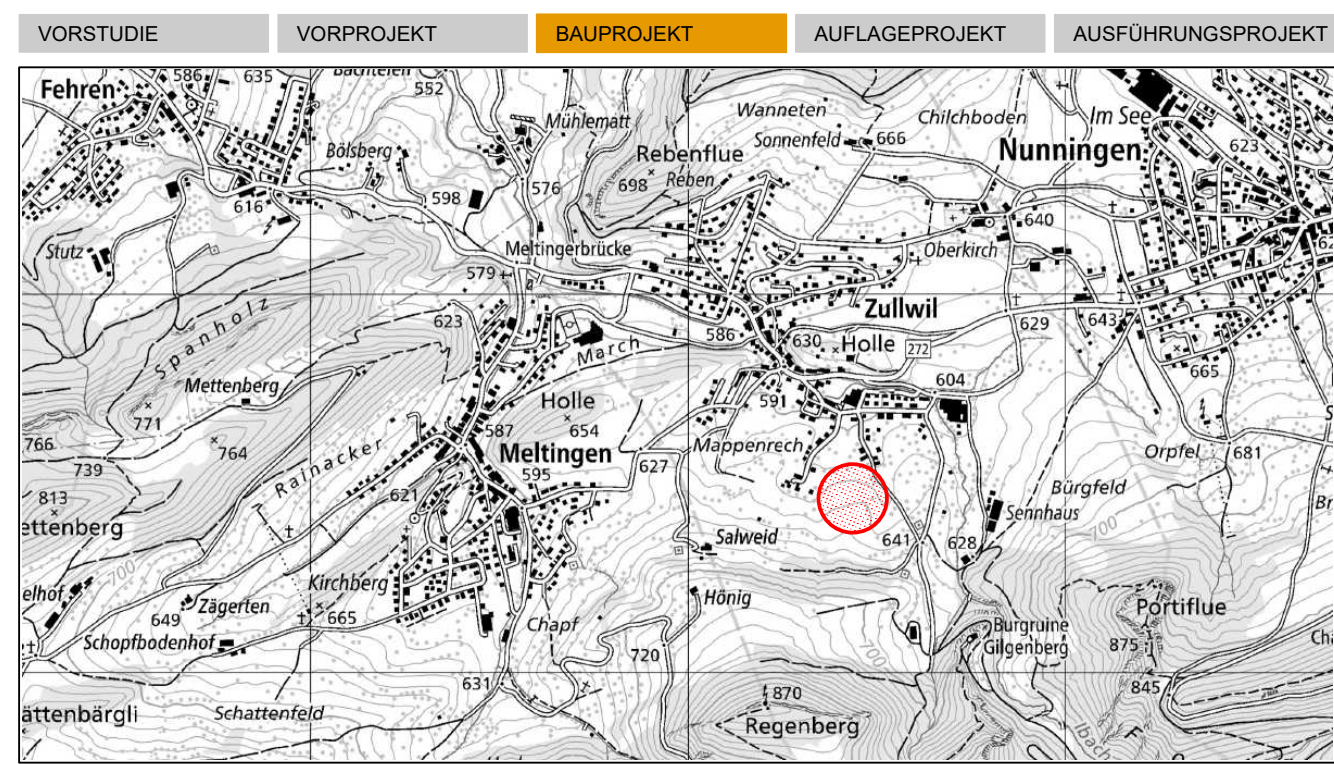 VORSTUDIE VORPROJEKT BAUPROJEKT AUFLAGEPROJEKT AUSFÜHRUNGSPROJEKT
Fehren 586 635 552
Mühlematt Wanneten Chilchboden Im See
Bölsberg Rebenflue Sonnenfeld 666 Nunningen 623
698 Reben
616 598 576 640
Stutz Meltingerbrücke Oberkirch
579
Spanholz 623 586 Zullwil 629 643
630 Holle 272
March
Mettenberg 604 665
771 Holle 591
766 764 587 654
739 Rainacker Meltingen Mappenrech Orpfel 681
595 627
813 621 Bürgfeld
ettenberg Sennhaus 700
700 Salweid 641 628
elhof Kirchberg Hönig
649 Zägerten 665 Portiflue
Schopfbodenhof Chapf Burgruine
Gilgenberg 875
720 700
631 870 845
ättenbärgli Schattenfeld Regenberg
Ibach